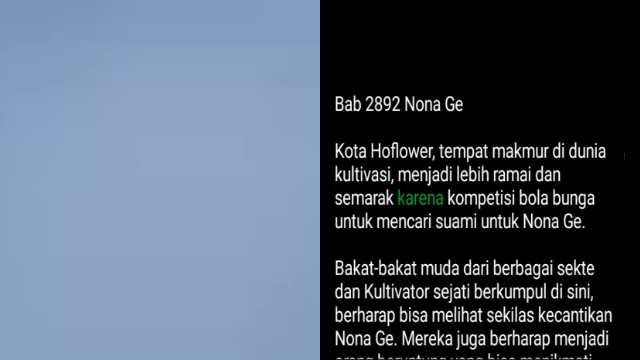 Bab 2892 Nona Ge
Kota Hoflower, tempat makmur di dunia
kultivasi, menjadi lebih ramai dan
semarak karena kompetisi bola bunga
untuk mencari suami untuk Nona Ge.
Bakat-bakat muda dari berbagai sekte
dan Kultivator sejati berkumpul di sini,
berharap bisa melihat sekilas kecantikan
Nona Ge. Mereka juga berharap menjadi